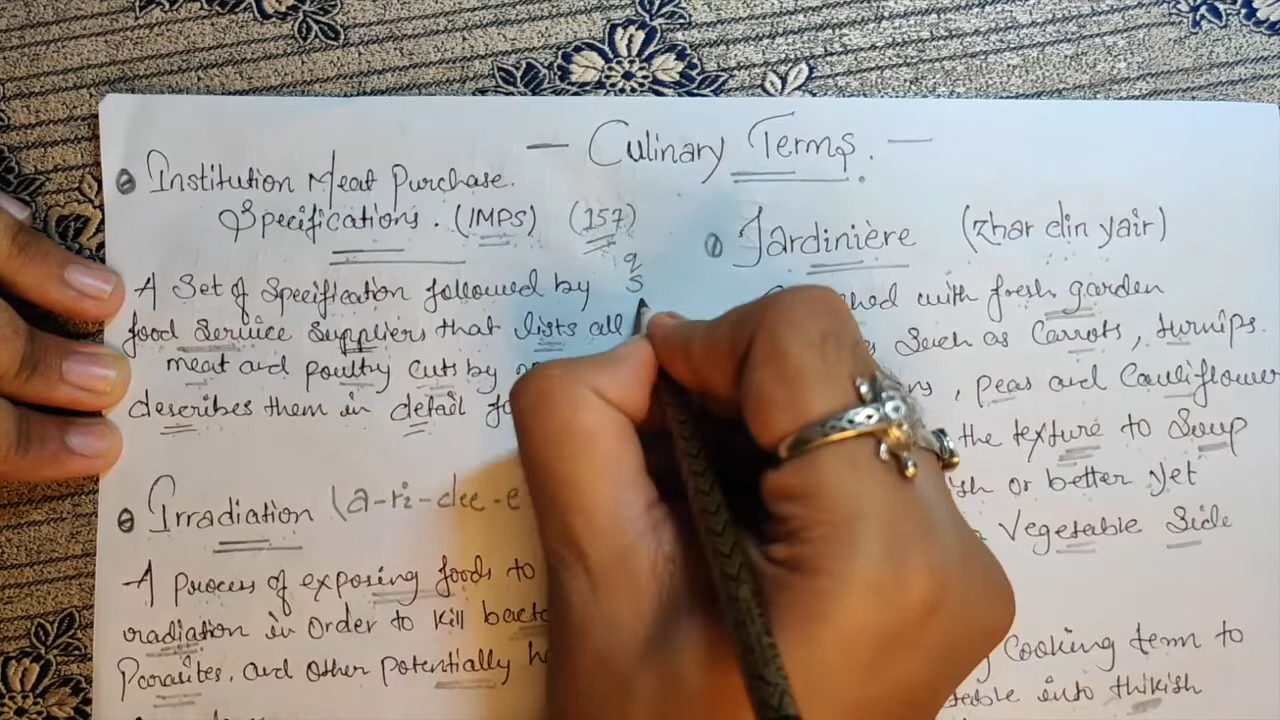 — Culinary Terms. —
Institution Meat Purchase.
Specifications. (IMPS) (157)
A Set of Specification followed by
food Service Suppliers that lists all
meat and poultry cuts by
describes them in detail
Irradiation (a-ri-dee-e
A Process of exposing foods to
radiation in Order to kill
Parasites, and other Potentially
Jardinière (zhar din yair)
with fresh garden
Such as Carrots, turnips.
, peas and Cauliflower
the texture to Soup
or better yet
Vegetable Side
Cooking term to
into thikish